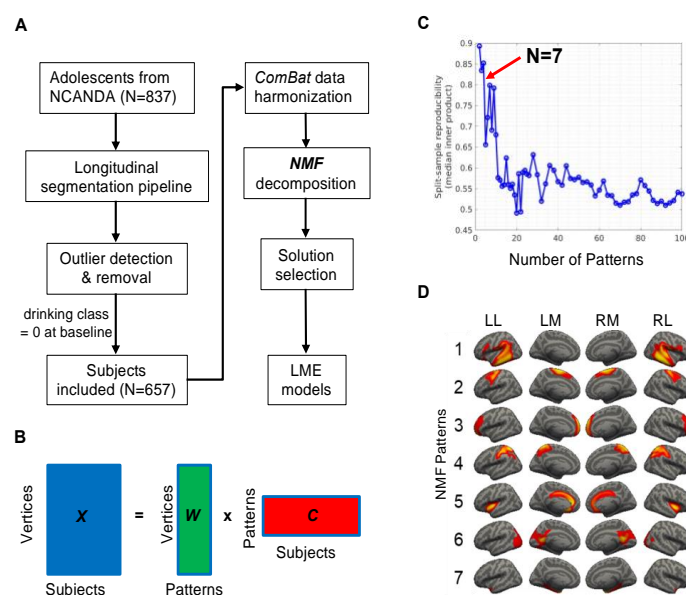 A
Adolescents from
NCANDA (N=837)
Longitudinal
segmentation pipeline
Outlier detection
& removal
drinking class
= 0 at baseline
Subjects
included (N=657)
ComBat data
harmonization
NMF
decomposition
Solution
selection
LME
models
B
Vertices
X
Subjects
=
Vertices
W
Patterns
x
Patterns
C
Subjects
C
Split-sample reproducibility
(median inner product)
0.9
0.85
0.8
0.75
0.7
0.65
0.6
0.55
0.5
0.45
0
20
40
60
80
100
N=7
Number of Patterns
D
LL
LM
RM
RL
NMF Patterns
1
2
3
4
5
6
7